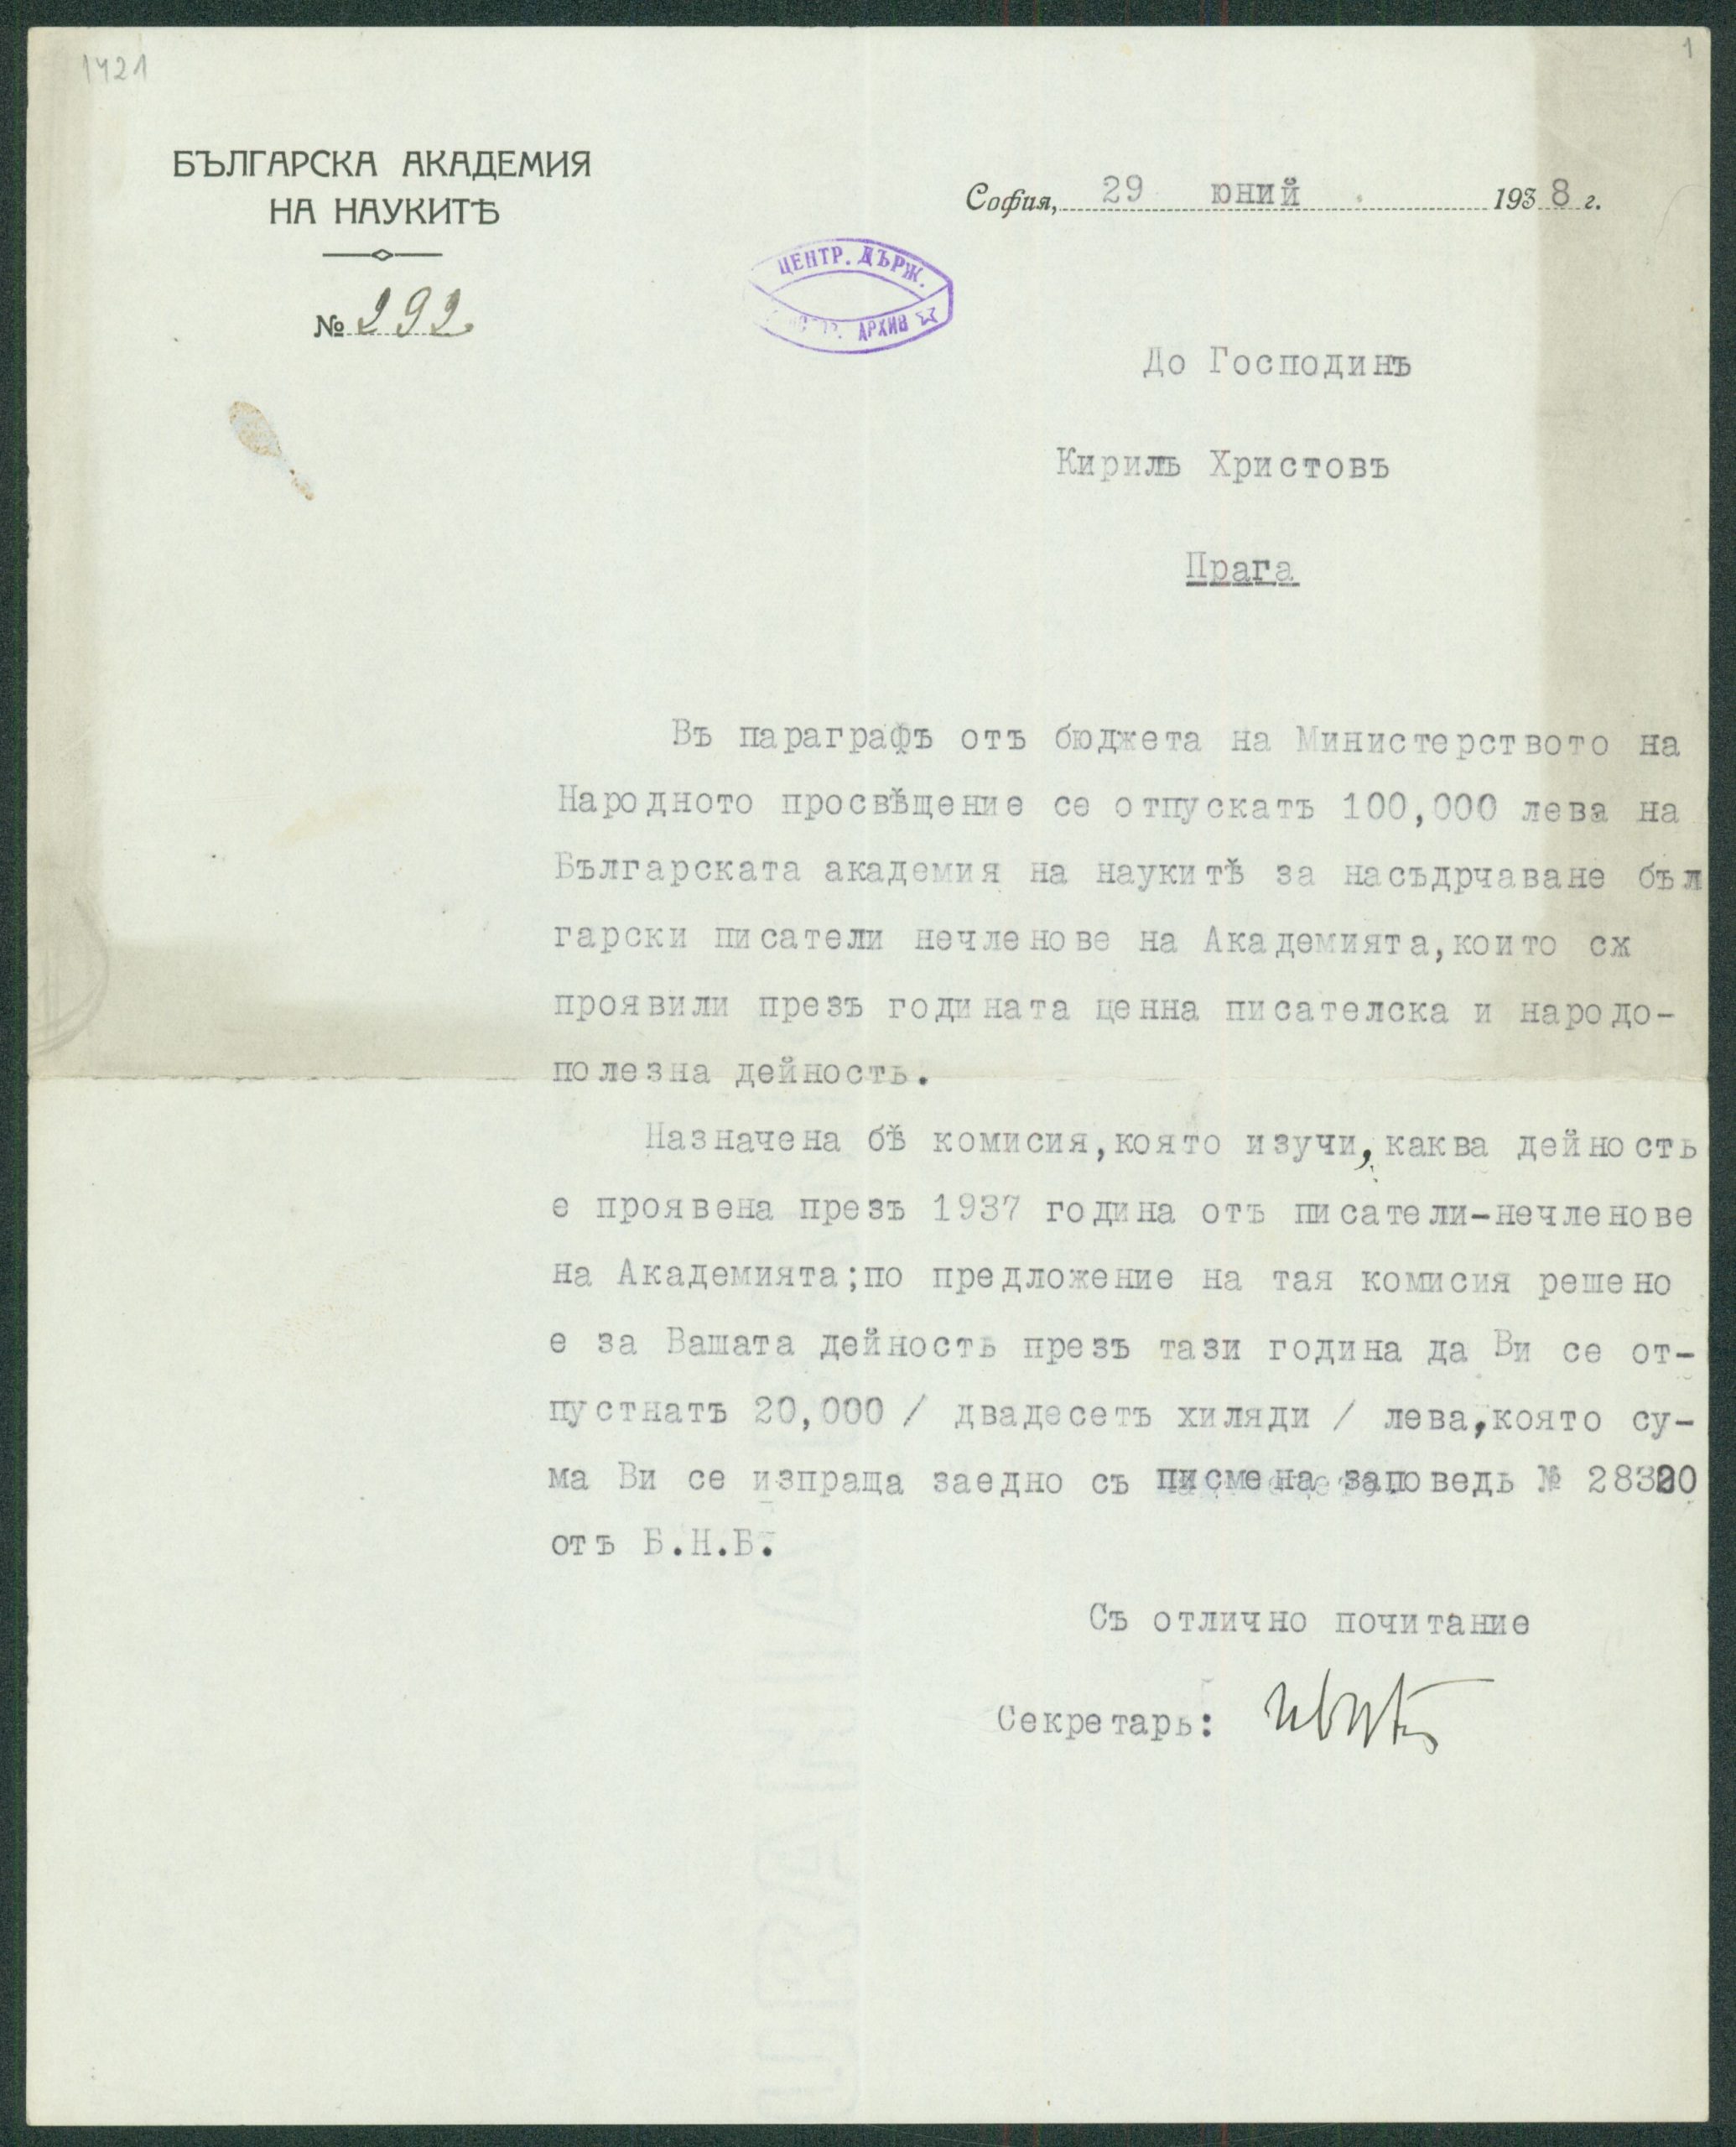 1421
1
БЪЛГАРСКА АКАДЕМИЯ
НА НАУКИТѢ
№ 292
София, 29 юний 1938 г.
ЦЕНТР. ДЪРЖ.
АРХИВ
До Господинъ
Кирилъ Христовъ
Прага
Въ параграфъ отъ бюджета на Министерството на
Народното просвѣщение се отпускатъ 100,000 лева на
Българската академия на наукитѣ за насъдрчаване бъл
гарски писатели нечленове на Академията,които сѫ
проявили презъ годината ценна писателска и народо-
полезна дейность.
Назначена бѣ комисия,която изучи,каква дейность
е проявена презъ 1937 година отъ писатели-нечленове
на Академията;по предложение на тая комисия решено
е за Вашата дейность презъ тази година да Ви се от-
пустнатъ 20,000 / двадесетъ хиляди / лева,която су-
ма Ви се изпраща заедно съ писмена заповедь №
отъ Б.Н.Б.
Съ отлично почитание
Секретарь: